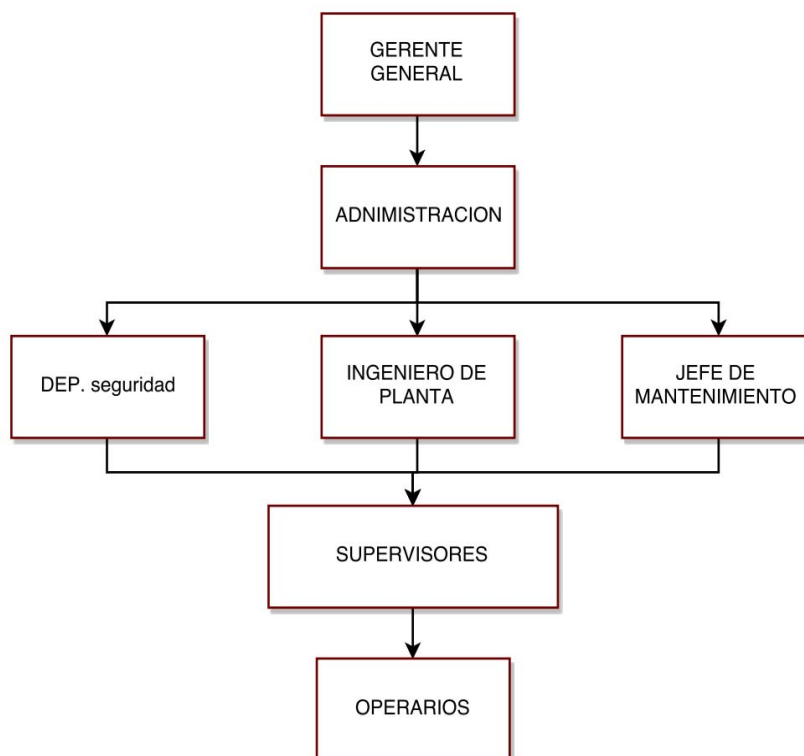 GERENTE
GENERAL
ADNIMISTRACION
DEP. seguridad
INGENIERO DE
PLANTA
JEFE DE
MANTENIMIENTO
SUPERVISORES
OPERARIOS